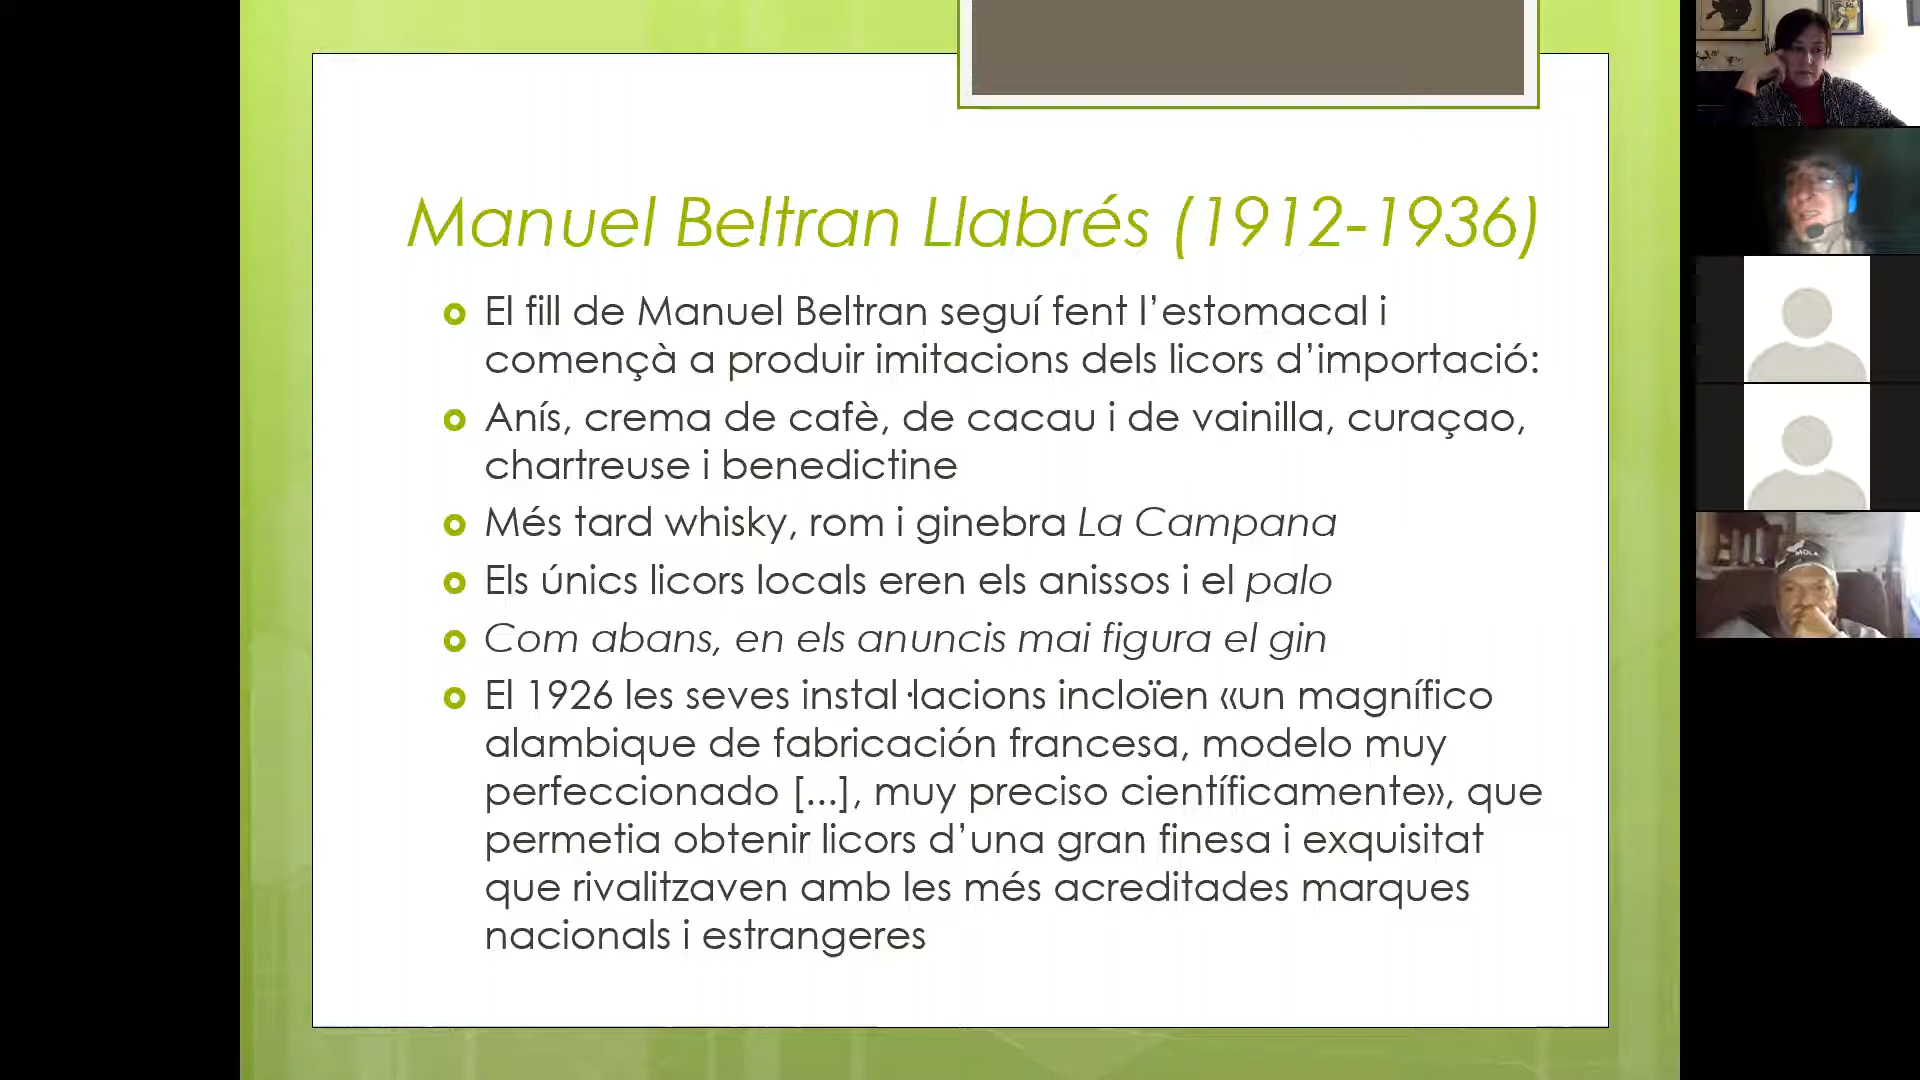 Manuel Beltran Llabrés (1912-1936)
El fill de Manuel Beltran seguí fent l’estomacal i
començà a produir imitacions dels licors d’importació:
Anís, crema de cafè, de cacau i de vainilla, curaçao,
chartreuse i benedictine
Més tard whisky, rom i ginebra La Campana
Els únics licors locals eren els anissos i el palo
Com abans, en els anuncis mai figura el gin
El 1926 les seves instal·lacions incloïen «un magnífico
alambique de fabricación francesa, modelo muy
perfeccionado [...], muy preciso científicamente», que
permetia obtenir licors d’una gran finesa i exquisitat
que rivalitzaven amb les més acreditades marques
nacionals i estrangeres
MOLA